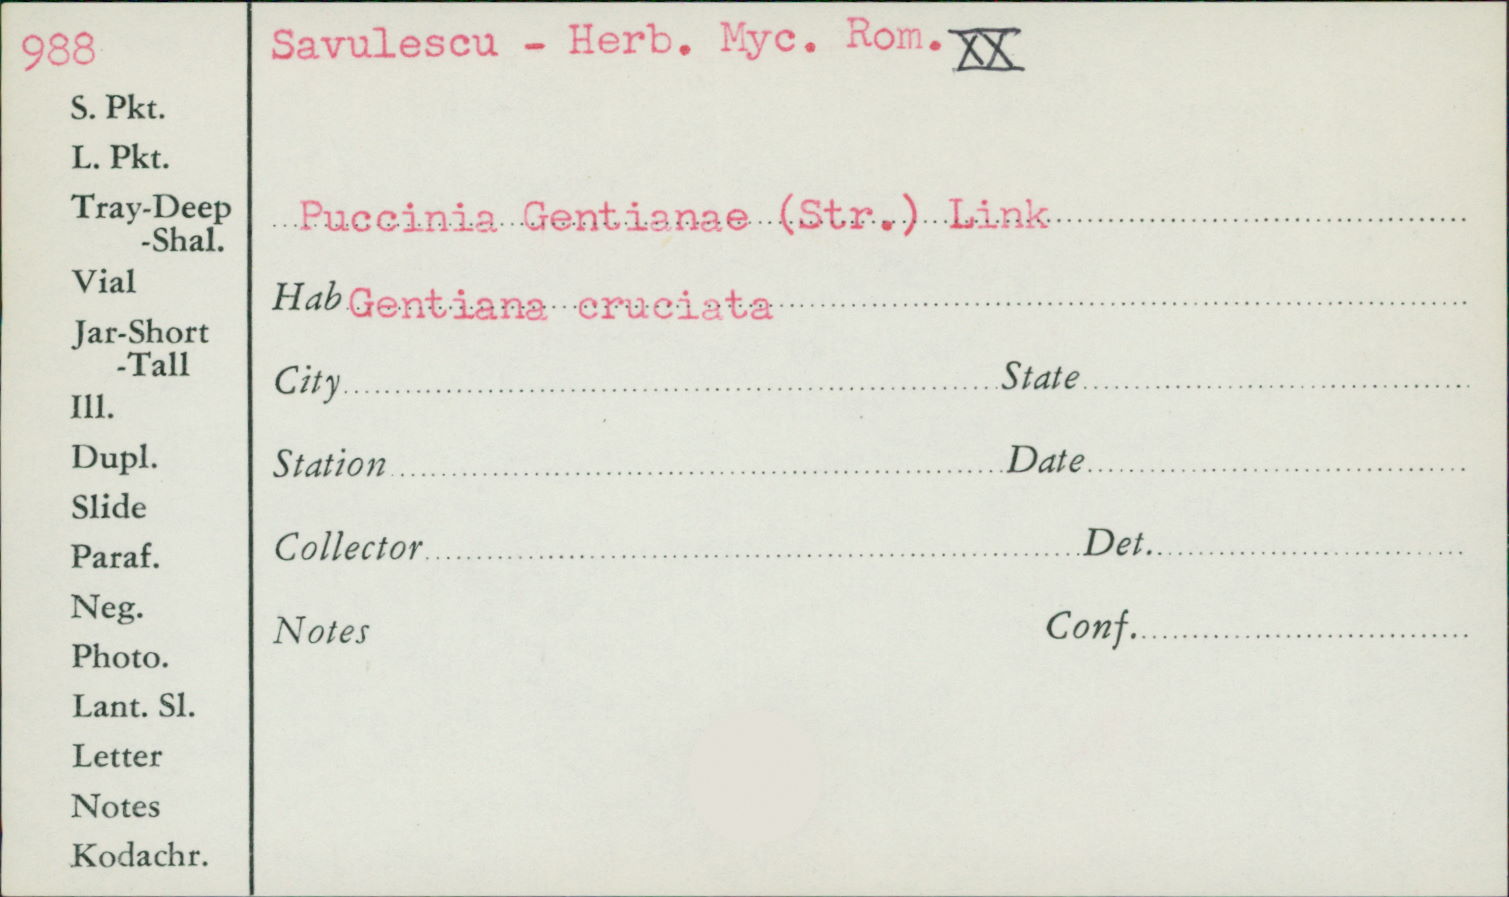 988
Savulescu - Herb. Myc. Rom. XX
S. Pkt.
L. Pkt.
Tray-Deep
-Shal.
Vial
Jar-Short
-Tall
Ill.
Dupl.
Slide
Paraf.
Neg.
Photo.
Lant. Sl.
Letter
Notes
Kodachr.
Puccinia Gentianae (Str.) Link
Hab Gentiana cruciata
City State
Station Date
Collector Det.
Notes Conf.